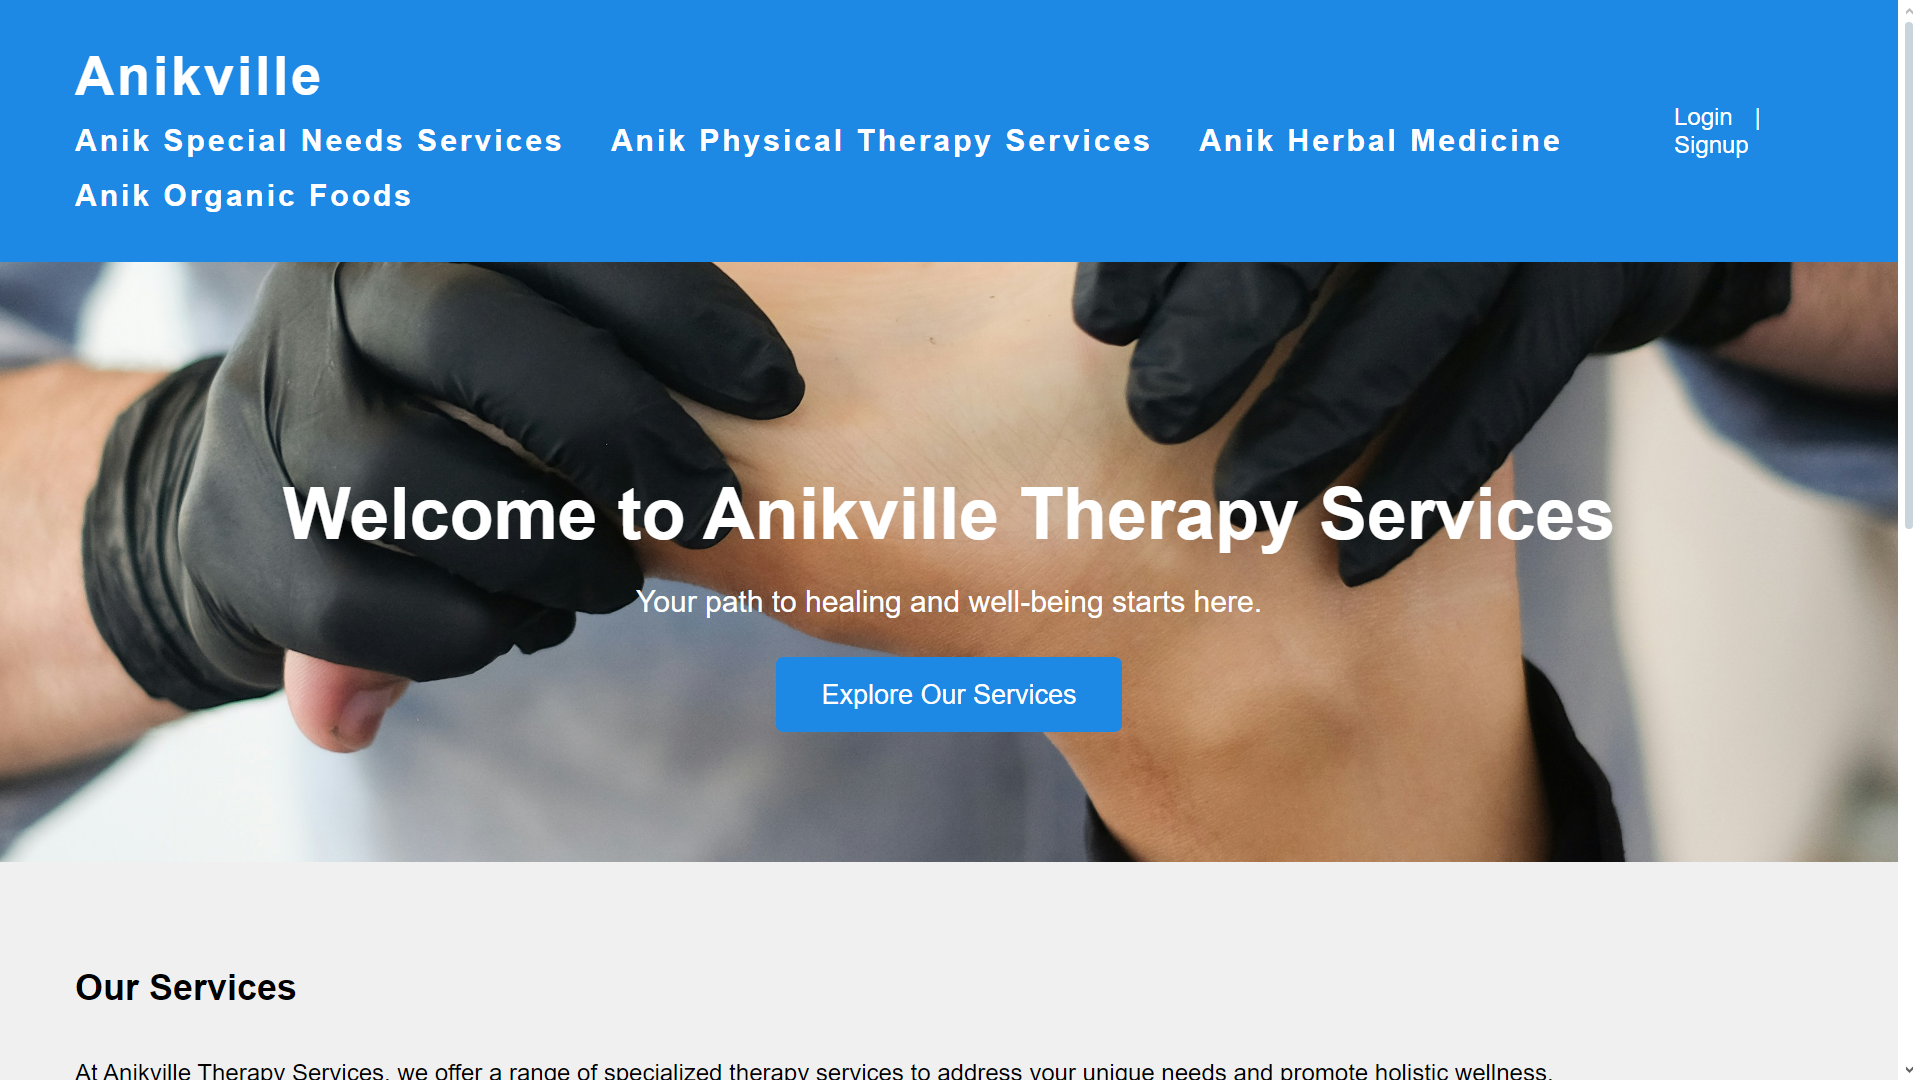 Anikville
Anik Special Needs Services Anik Physical Therapy Services Anik Herbal Medicine
Anik Organic Foods
Login |
Signup
Welcome to Anikville Therapy Services
Your path to healing and well-being starts here.
Explore Our Services
Our Services
At Anikville Therapy Services, we offer a range of specialized therapy services to address your unique needs and promote holistic wellness.